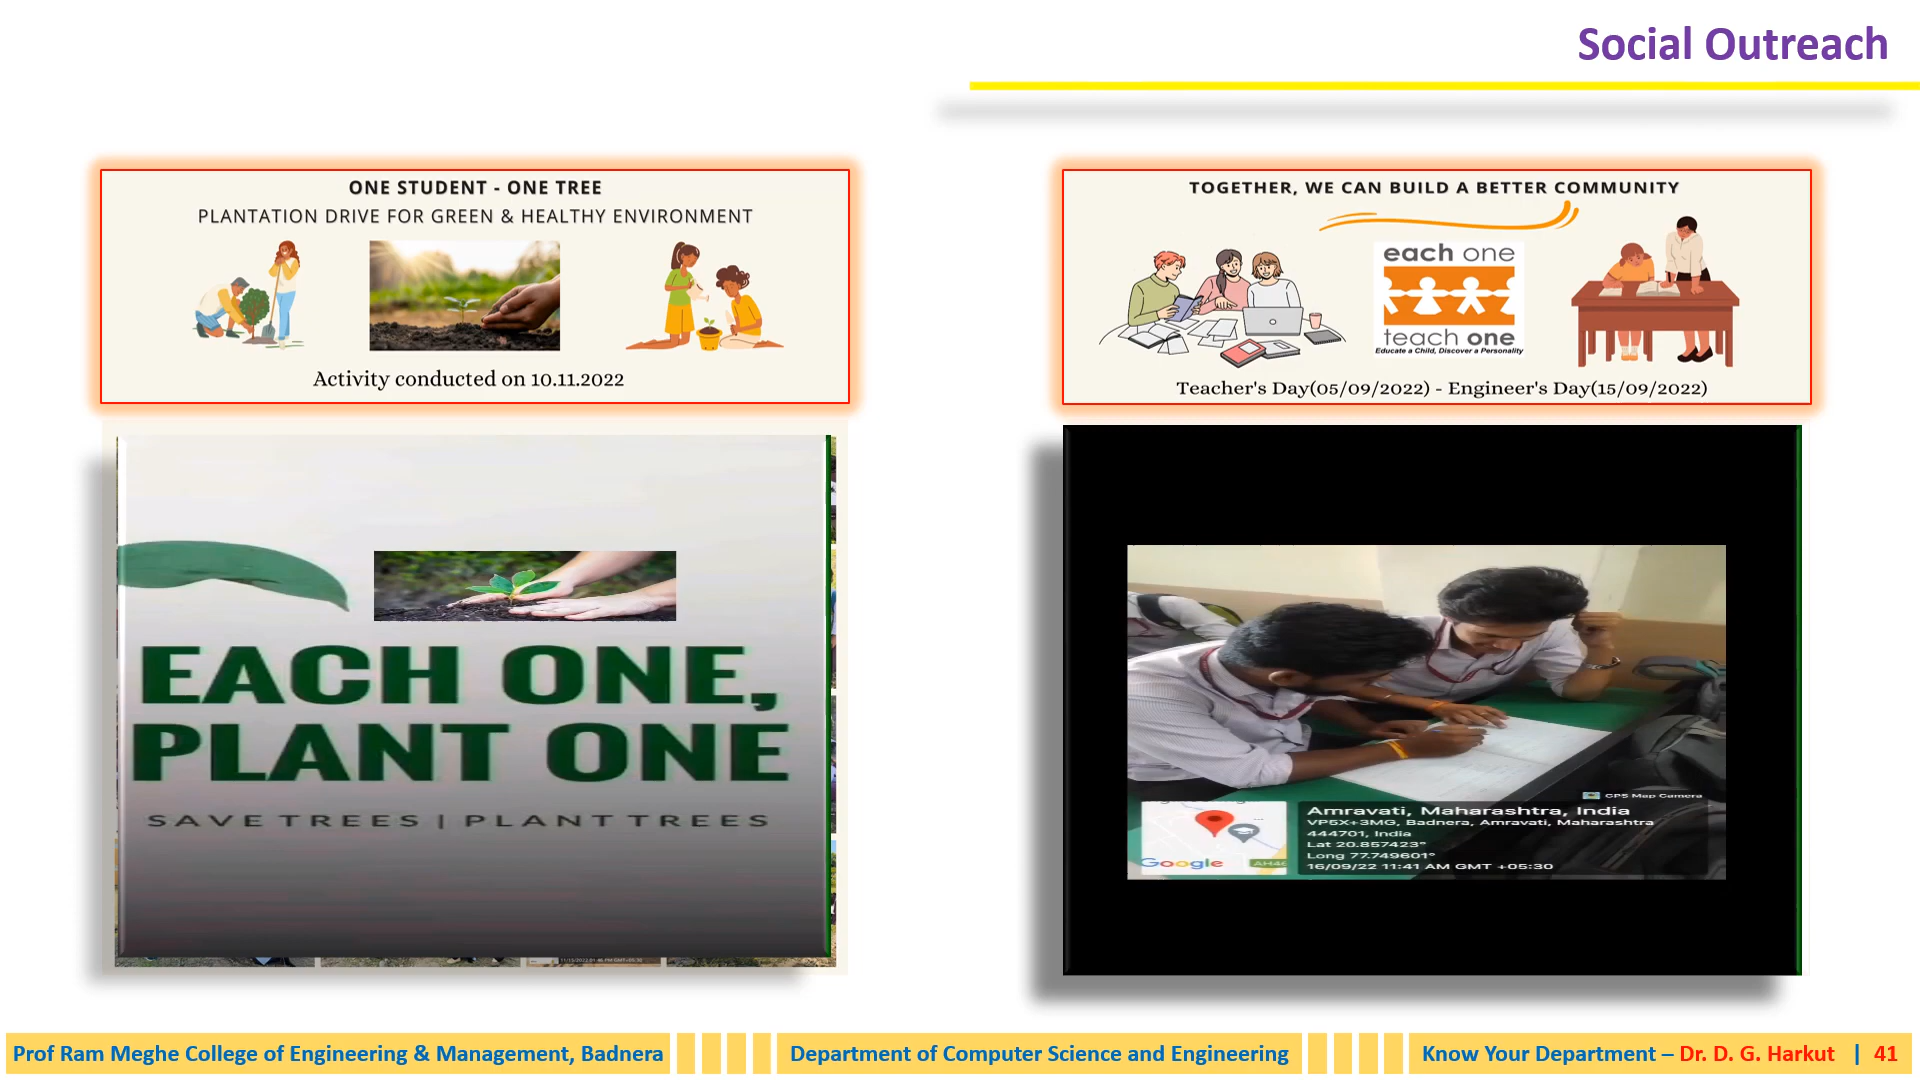 Social Outreach
ONE STUDENT - ONE TREE
PLANTATION DRIVE FOR GREEN & HEALTHY ENVIRONMENT
Activity conducted on 10.11.2022
TOGETHER, WE CAN BUILD A BETTER COMMUNITY
each one
teach one
Educate a Child, Discover a Personality
Teacher's Day(05/09/2022) - Engineer's Day(15/09/2022)
EACH ONE,
PLANT ONE
SAVE TREES | PLANT TREES
GPS Map Camera
Amravati, Maharashtra, India
VP5X+3MG, Badnera, Amravati, Maharashtra
444701, India
Lat 20.857423°
Long 77.749601°
16/09/22 11:41 AM GMT +05:30
Google
Prof Ram Meghe College of Engineering & Management, Badnera
Department of Computer Science and Engineering
Know Your Department – Dr. D. G. Harkut | 41